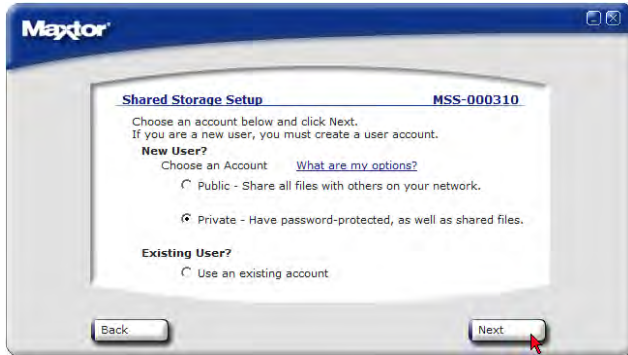 Maxtor
Shared Storage Setup MSS-000310
Choose an account below and click Next.
If you are a new user, you must create a user account.
New User?
Choose an Account What are my options?
Public - Share all files with others on your network.
Private - Have password-protected, as well as shared files.
Existing User?
Use an existing account
Back Next